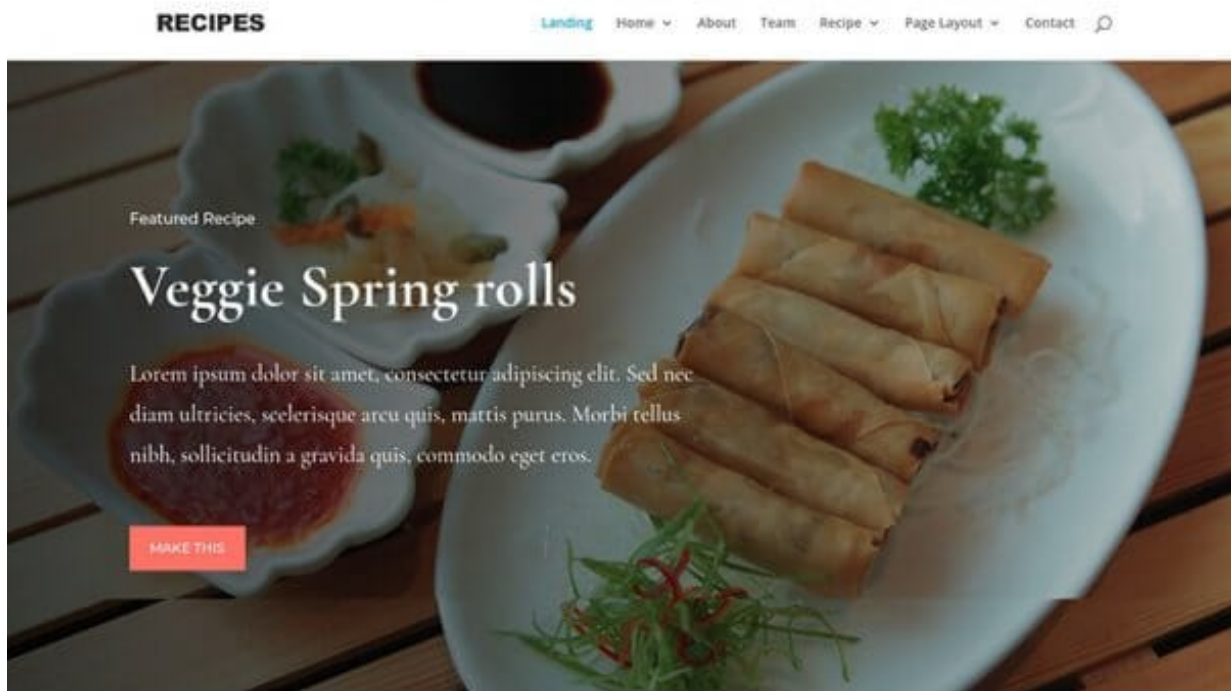 RECIPES
Landing Home About Team Recipe Page Layout Contact
Featured Recipe
Veggie Spring rolls
Lorem ipsum dolor sit amet, consectetur adipiscing elit. Sed nec
diam ultricies, scelerisque arcu quis, mattis purus. Morbi tellus
nibh, sollicitudin a gravida quis, commodo eget eros.
MAKE THIS